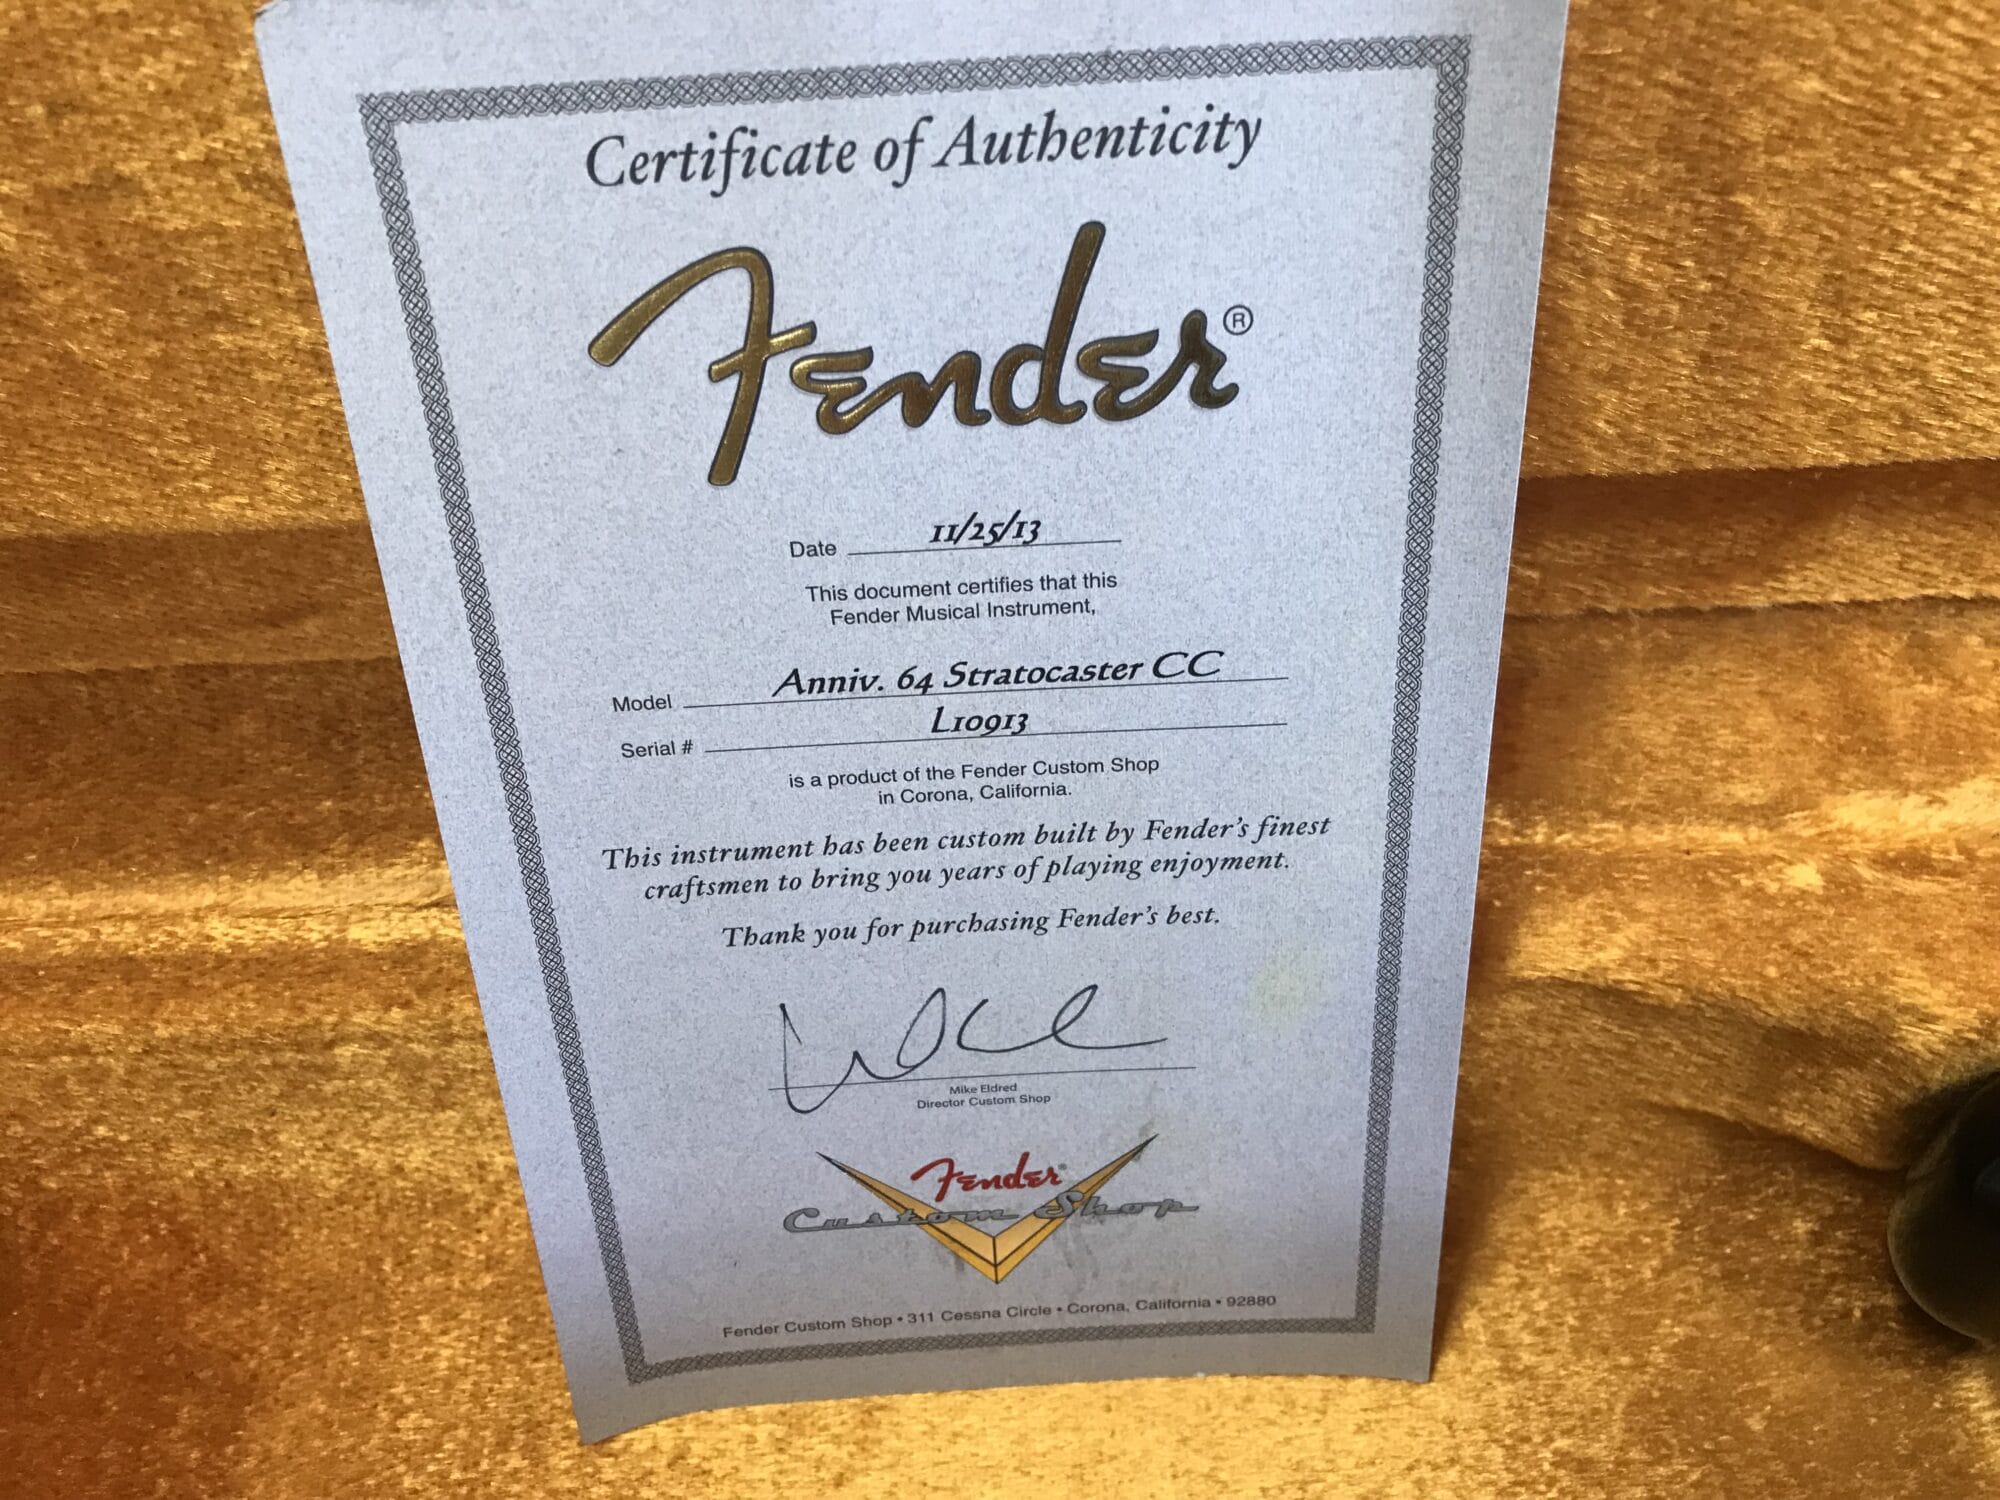 Certificate of Authenticity
Fender®
Date 11/25/13
This document certifies that this
Fender Musical Instrument,
Model Anniv. 64 Stratocaster CC
Serial # L10913
is a product of the Fender Custom Shop
in Corona, California.
This instrument has been custom built by Fender's finest
craftsmen to bring you years of playing enjoyment.
Thank you for purchasing Fender's best.
Mike Eldred
Director Custom Shop
Fender®
Custom Shop
Fender Custom Shop • 311 Cessna Circle • Corona, California • 92880